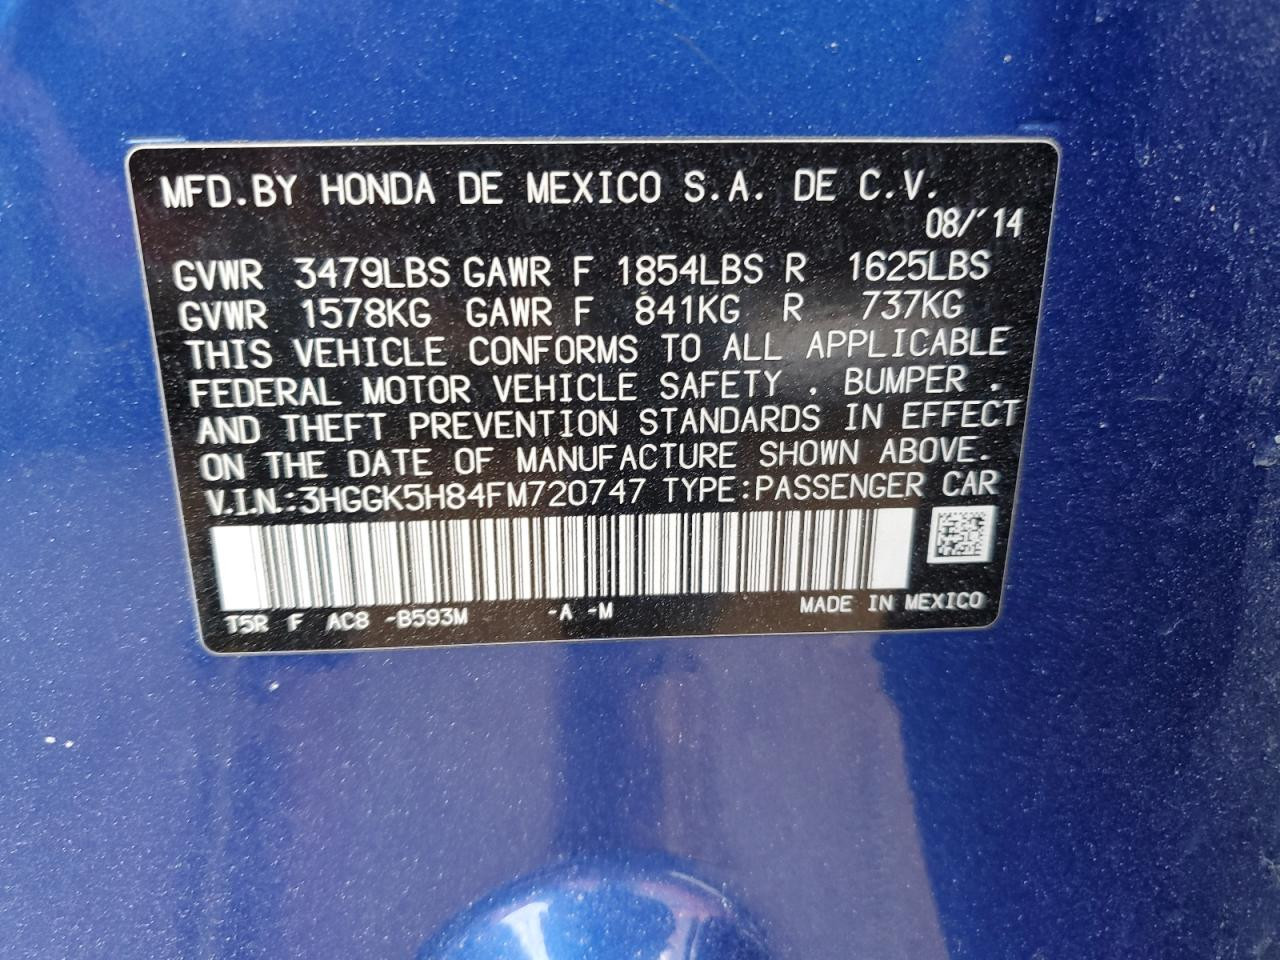 MFD.BY HONDA DE MEXICO S.A. DE C.V.
08/'14
GVWR 3479LBS GAWR F 1854LBS R 1625LBS
GVWR 1578KG GAWR F 841KG R 737KG
THIS VEHICLE CONFORMS TO ALL APPLICABLE
FEDERAL MOTOR VEHICLE SAFETY , BUMPER ,
AND THEFT PREVENTION STANDARDS IN EFFECT
ON THE DATE OF MANUFACTURE SHOWN ABOVE.
V.I.N.:3HGGK5H84FM720747 TYPE:PASSENGER CAR
T5R F AC8 -B593M -A -M MADE IN MEXICO